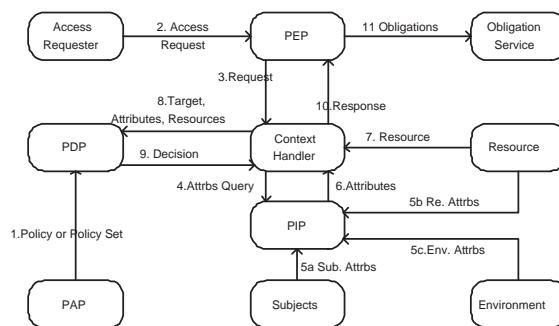 Access
Requester
2. Access
Request
PEP
11 Obligations
Obligation
Service
3.Request
10.Response
8.Target,
Attributes, Resources
PDP
9. Decision
Context
Handler
7. Resource
Resource
4.Attrbs Query
6.Attributes
5b Re. Attrbs
PIP
1.Policy or Policy Set
5c.Env. Attrbs
5a Sub. Attrbs
PAP
Subjects
Environment